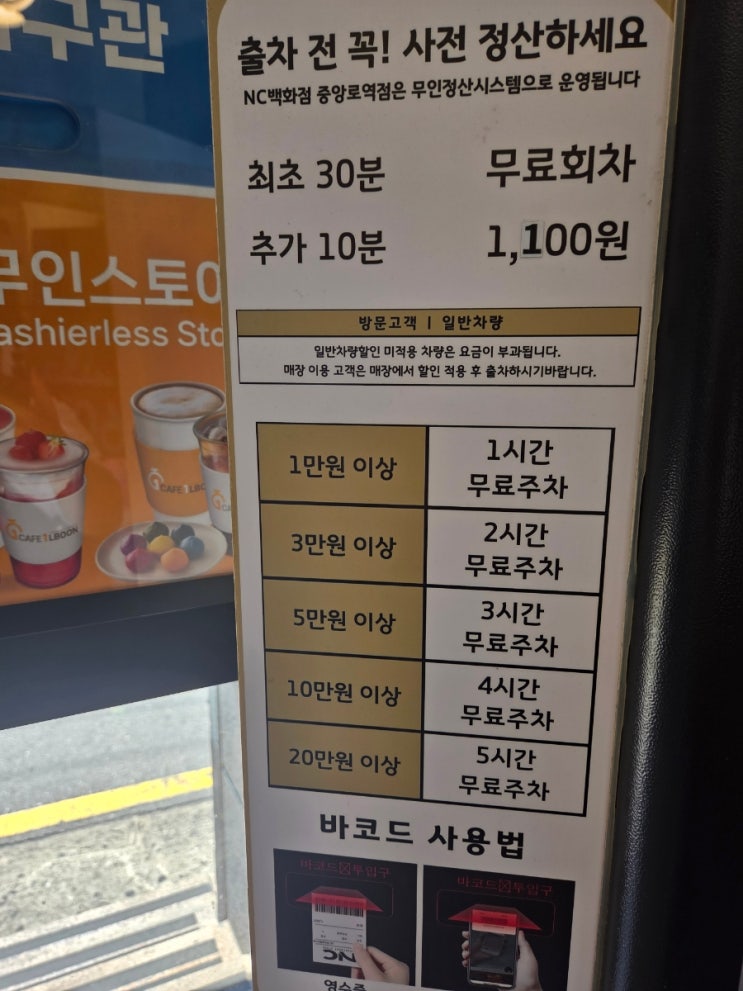 구관
무인스토
ashierless Sto
CAFE 1LBOON
CAFE1LBOON
출차 전 꼭! 사전 정산하세요
NC백화점 중앙로역점은 무인정산시스템으로 운영됩니다
최초 30분 무료회차
추가 10분 1,100원
방문고객 | 일반차량
일반차량할인 미적용 차량은 요금이 부과됩니다.
매장 이용 고객은 매장에서 할인 적용 후 출차하시기바랍니다.
1만원 이상 1시간
무료주차
3만원 이상 2시간
무료주차
5만원 이상 3시간
무료주차
10만원 이상 4시간
무료주차
20만원 이상 5시간
무료주차
바코드 사용법
바코드 투입구
바코드 투입구
NC
영수증